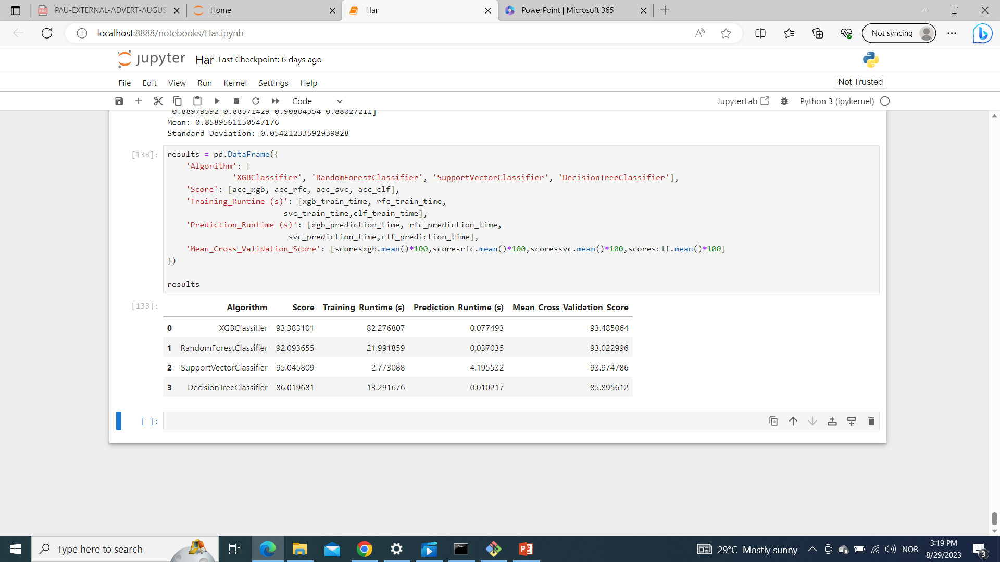 PAU-EXTERNAL-ADVERT-AUGUS
Home
Har
PowerPoint | Microsoft 365
localhost:8888/notebooks/Har.ipynb
Not syncing
jupyter Har Last Checkpoint: 6 days ago
File Edit View Run Kernel Settings Help
Not Trusted
Code
JupyterLab
Python 3 (ipykernel)
0.88979592 0.88571429 0.90884354 0.88027211]
Mean: 0.8589561150547176
Standard Deviation: 0.05421233592939828
[133]:
results = pd.DataFrame({
'Algorithm': [
'XGBClassifier', 'RandomForestClassifier', 'SupportVectorClassifier', 'DecisionTreeClassifier'],
'Score': [acc_xgb, acc_rfc, acc_svc, acc_clf],
'Training_Runtime (s)': [xgb_train_time, rfc_train_time,
svc_train_time,clf_train_time],
'Prediction_Runtime (s)': [xgb_prediction_time, rfc_prediction_time,
svc_prediction_time,clf_prediction_time],
'Mean_Cross_Validation_Score': [scoresxgb.mean()*100,scoresrfc.mean()*100,scoressvc.mean()*100,scoresclf.mean()*100]
})
results
[133]:
Algorithm Score Training_Runtime (s) Prediction_Runtime (s) Mean_Cross_Validation_Score
0 XGBClassifier 93.383101 82.276807 0.077493 93.485064
1 RandomForestClassifier 92.093655 21.991859 0.037035 93.022996
2 SupportVectorClassifier 95.045809 2.773088 4.195532 93.974786
3 DecisionTreeClassifier 86.019681 13.291676 0.010217 85.895612
[ ]:
Type here to search
29°C Mostly sunny
NOB
3:19 PM
8/29/2023
3